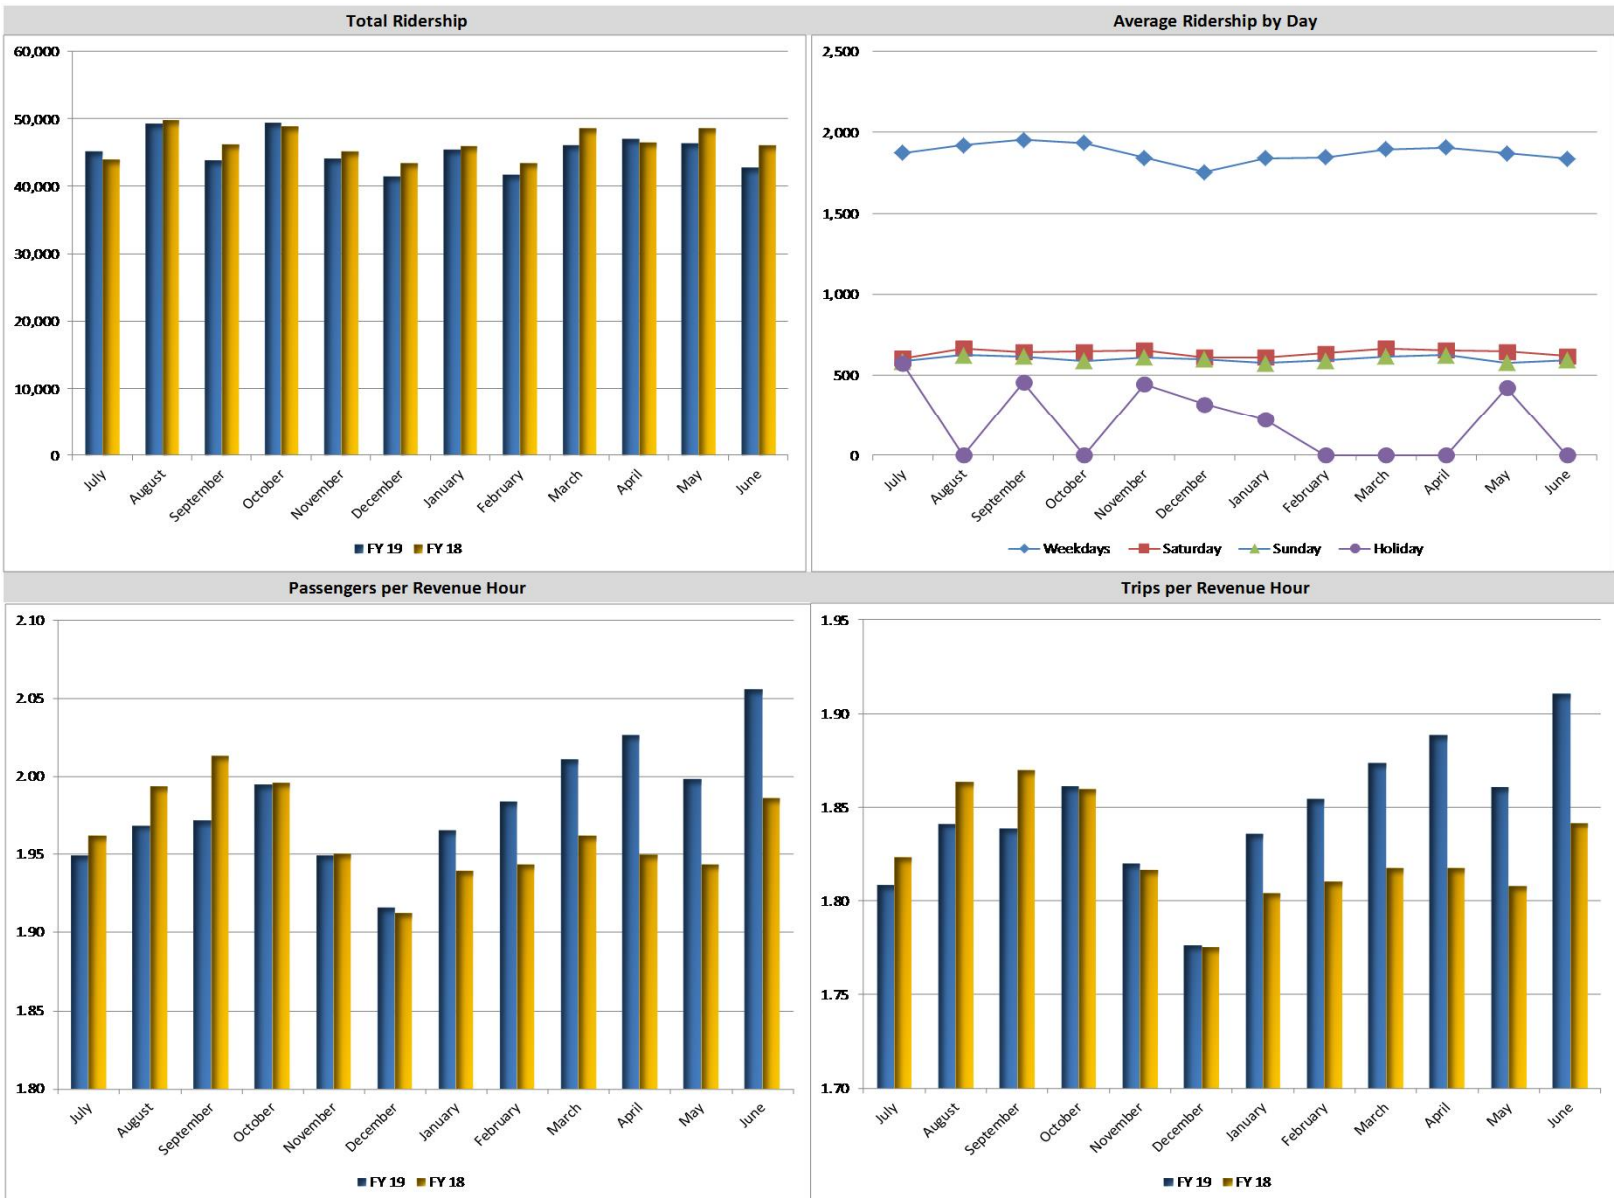 Total Ridership
60,000
50,000
40,000
30,000
20,000
10,000
0
July August September October November December January February March April May June
FY 19 FY 18
Average Ridership by Day
2,500
2,000
1,500
1,000
500
0
July August September October November December January February March April May June
Weekdays Saturday Sunday Holiday
Passengers per Revenue Hour
2.10
2.05
2.00
1.95
1.90
1.85
1.80
July August September October November December January February March April May June
FY 19 FY 18
Trips per Revenue Hour
1.95
1.90
1.85
1.80
1.75
1.70
July August September October November December January February March April May June
FY 19 FY 18